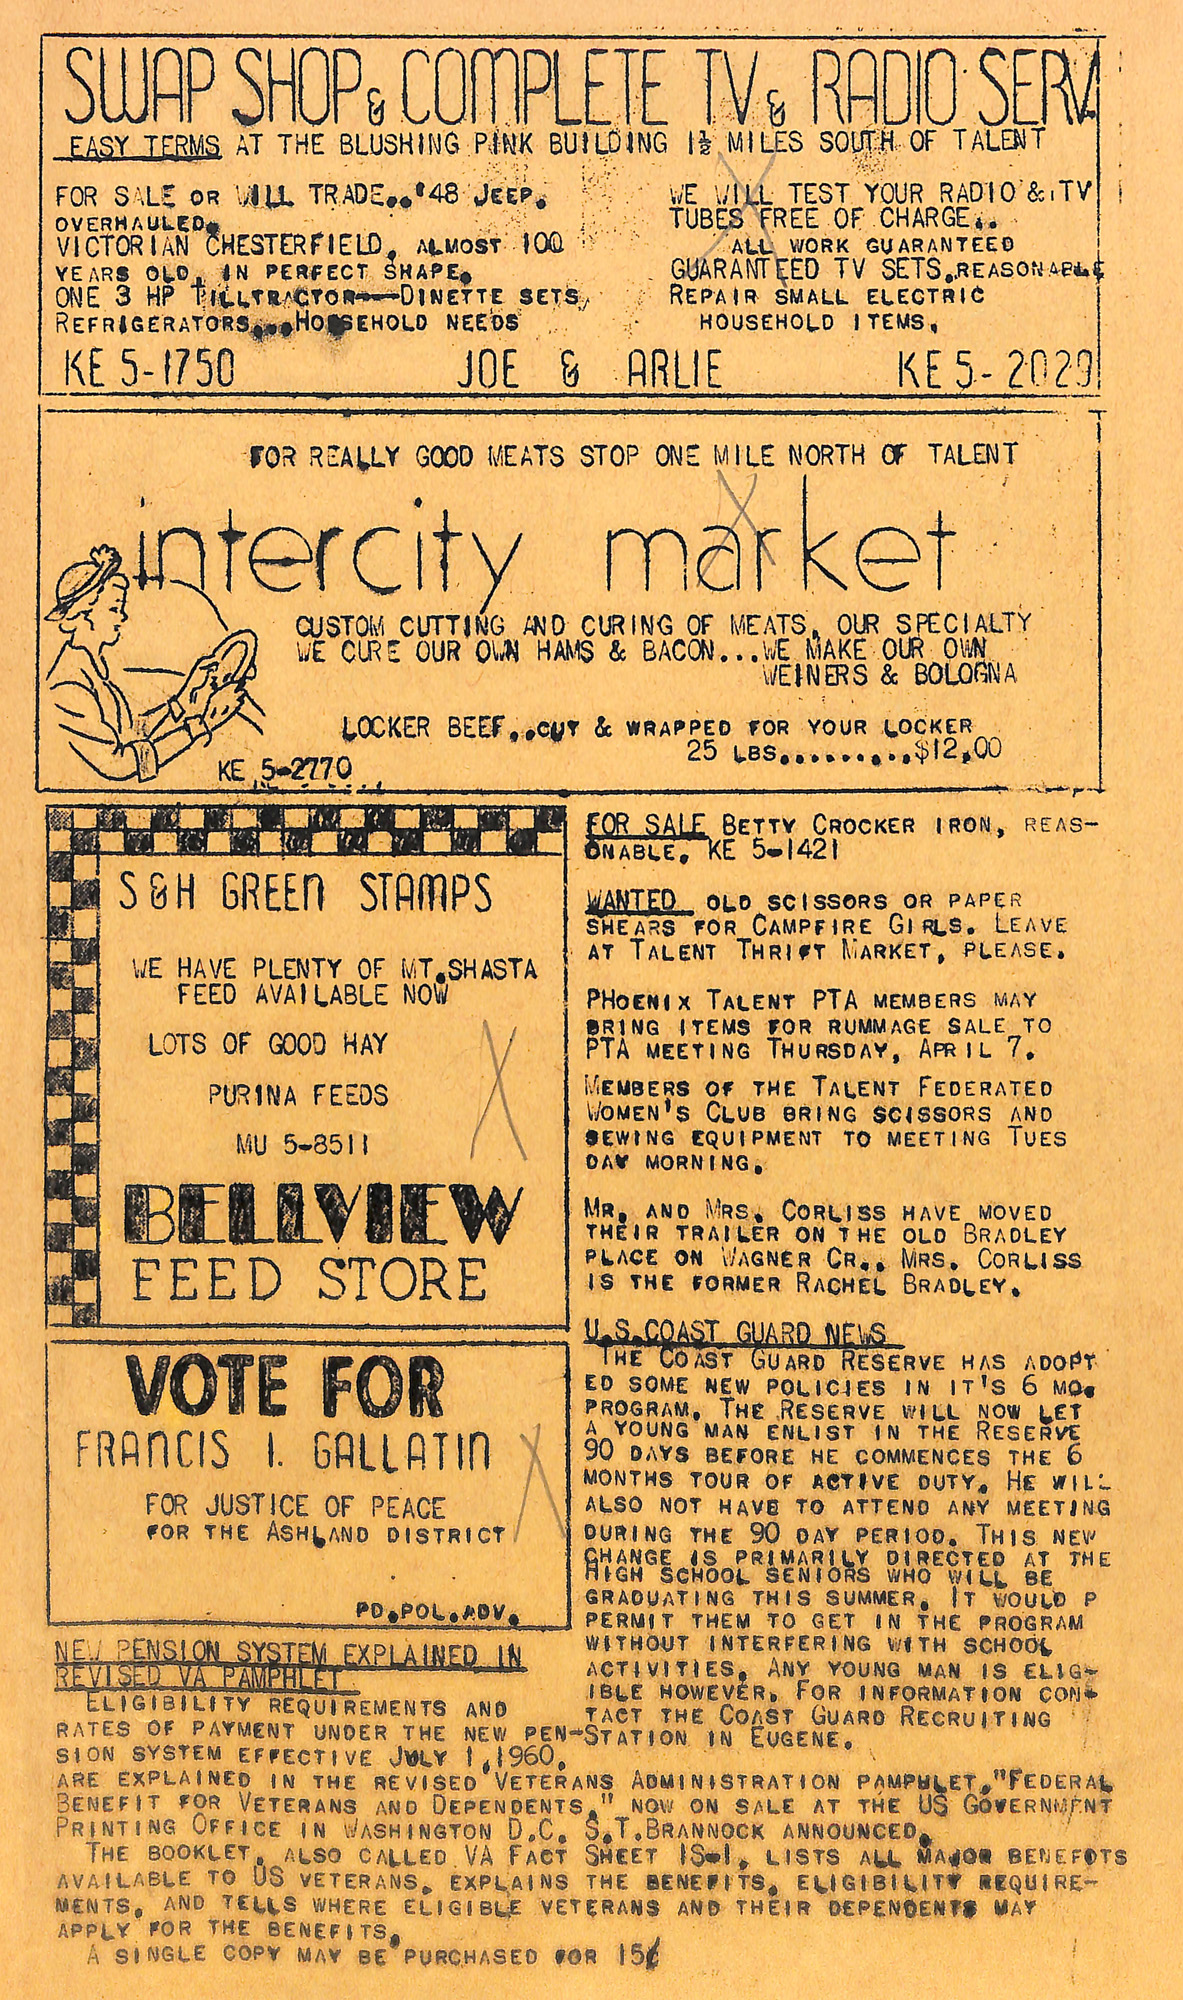 SWAP SHOP & COMPLETE TV & RADIO SERV.
EASY TERMS AT THE BLUSHING PINK BUILDING 1½ MILES SOUTH OF TALENT
FOR SALE OR WILL TRADE..'48 JEEP.
OVERHAULED.
VICTORIAN CHESTERFIELD, ALMOST 100
YEARS OLD, IN PERFECT SHAPE.
ONE 3 HP TILLTRACTOR--DINETTE SETS,
REFRIGERATORS...HOUSEHOLD NEEDS
WE WILL TEST YOUR RADIO & TV
TUBES FREE OF CHARGE..
ALL WORK GUARANTEED
GUARANTEED TV SETS,REASONABLE
REPAIR SMALL ELECTRIC
HOUSEHOLD ITEMS.
KE 5-1750 JOE & ARLIE KE 5-2029
FOR REALLY GOOD MEATS STOP ONE MILE NORTH OF TALENT
intercity market
CUSTOM CUTTING AND CURING OF MEATS, OUR SPECIALTY
WE CURE OUR OWN HAMS & BACON...WE MAKE OUR OWN
WEINERS & BOLOGNA
LOCKER BEEF...CUT & WRAPPED FOR YOUR LOCKER
25 LBS..........$12.00
KE 5-2770
S&H GREEN STAMPS
WE HAVE PLENTY OF MT.SHASTA
FEED AVAILABLE NOW
LOTS OF GOOD HAY
PURINA FEEDS
MU 5-8511
BELLVIEW
FEED STORE
VOTE FOR
FRANCIS I. GALLATIN
FOR JUSTICE OF PEACE
FOR THE ASHLAND DISTRICT
PD.POL.ADV.
FOR SALE BETTY CROCKER IRON, REAS-
ONABLE. KE 5-1421
WANTED OLD SCISSORS OR PAPER
SHEARS FOR CAMPFIRE GIRLS. LEAVE
AT TALENT THRIFT MARKET, PLEASE.
PHOENIX TALENT PTA MEMBERS MAY
BRING ITEMS FOR RUMMAGE SALE TO
PTA MEETING THURSDAY, APRIL 7.
MEMBERS OF THE TALENT FEDERATED
WOMEN'S CLUB BRING SCISSORS AND
SEWING EQUIPMENT TO MEETING TUES
DAY MORNING.
MR. AND MRS. CORLISS HAVE MOVED
THEIR TRAILER ON THE OLD BRADLEY
PLACE ON WAGNER CR.. MRS. CORLISS
IS THE FORMER RACHEL BRADLEY.
U.S.COAST GUARD NEWS
THE COAST GUARD RESERVE HAS ADOPT
ED SOME NEW POLICIES IN IT'S 6 MO.
PROGRAM. THE RESERVE WILL NOW LET
A YOUNG MAN ENLIST IN THE RESERVE
90 DAYS BEFORE HE COMMENCES THE 6
MONTHS TOUR OF ACTIVE DUTY. HE WILL
ALSO NOT HAVE TO ATTEND ANY MEETING
DURING THE 90 DAY PERIOD. THIS NEW
CHANGE IS PRIMARILY DIRECTED AT THE
HIGH SCHOOL SENIORS WHO WILL BE
GRADUATING THIS SUMMER. IT WOULD P
PERMIT THEM TO GET IN THE PROGRAM
WITHOUT INTERFERING WITH SCHOOL
ACTIVITIES. ANY YOUNG MAN IS ELIG-
IBLE HOWEVER. FOR INFORMATION CON-
TACT THE COAST GUARD RECRUITING
STATION IN EUGENE.
NEW PENSION SYSTEM EXPLAINED IN
REVISED VA PAMPHLET
ELIGIBILITY REQUIREMENTS AND
RATES OF PAYMENT UNDER THE NEW PEN-
SION SYSTEM EFFECTIVE JULY 1,1960,
ARE EXPLAINED IN THE REVISED VETERANS ADMINISTRATION PAMPHLET,"FEDERAL
BENEFIT FOR VETERANS AND DEPENDENTS," NOW ON SALE AT THE US GOVERNMENT
PRINTING OFFICE IN WASHINGTON D.C. S.T.BRANNOCK ANNOUNCED.
THE BOOKLET, ALSO CALLED VA FACT SHEET IS-1, LISTS ALL MAJOR BENEFOTS
AVAILABLE TO US VETERANS, EXPLAINS THE BENEFITS, ELIGIBILITY REQUIRE-
MENTS, AND TELLS WHERE ELIGIBLE VETERANS AND THEIR DEPENDENTS MAY
APPLY FOR THE BENEFITS.
A SINGLE COPY MAY BE PURCHASED FOR 15¢